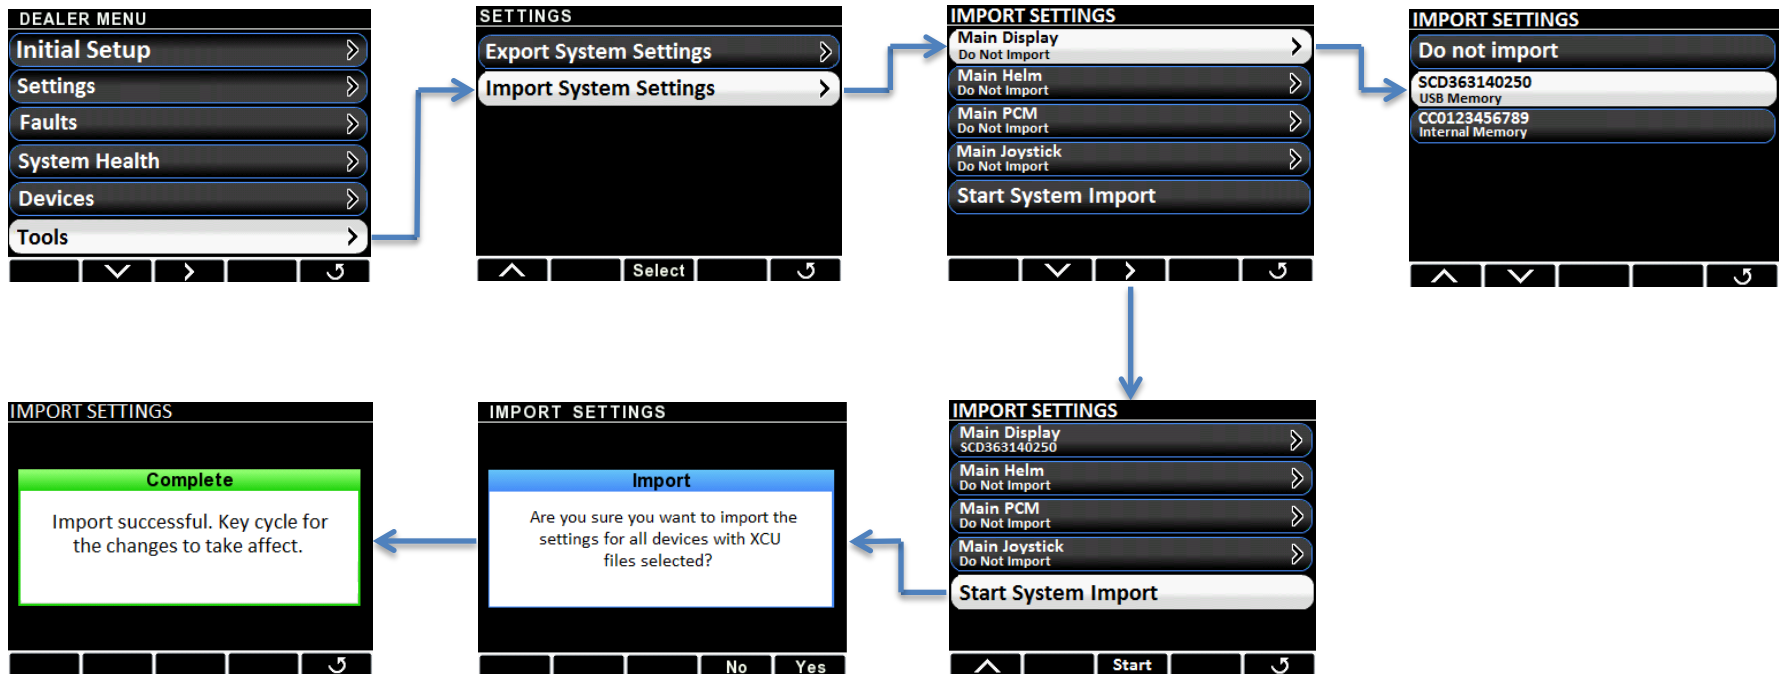 DEALER MENU
Initial Setup
Settings
Faults
System Health
Devices
Tools
SETTINGS
Export System Settings
Import System Settings
Select
IMPORT SETTINGS
Main Display
Do Not Import
Main Helm
Do Not Import
Main PCM
Do Not Import
Main Joystick
Do Not Import
Start System Import
IMPORT SETTINGS
Do not import
SCD363140250
USB Memory
CC0123456789
Internal Memory
IMPORT SETTINGS
Complete
Import successful. Key cycle for
the changes to take affect.
IMPORT SETTINGS
Import
Are you sure you want to import the
settings for all devices with XCU
files selected?
No Yes
IMPORT SETTINGS
Main Display
SCD363140250
Main Helm
Do Not Import
Main PCM
Do Not Import
Main Joystick
Do Not Import
Start System Import
Start